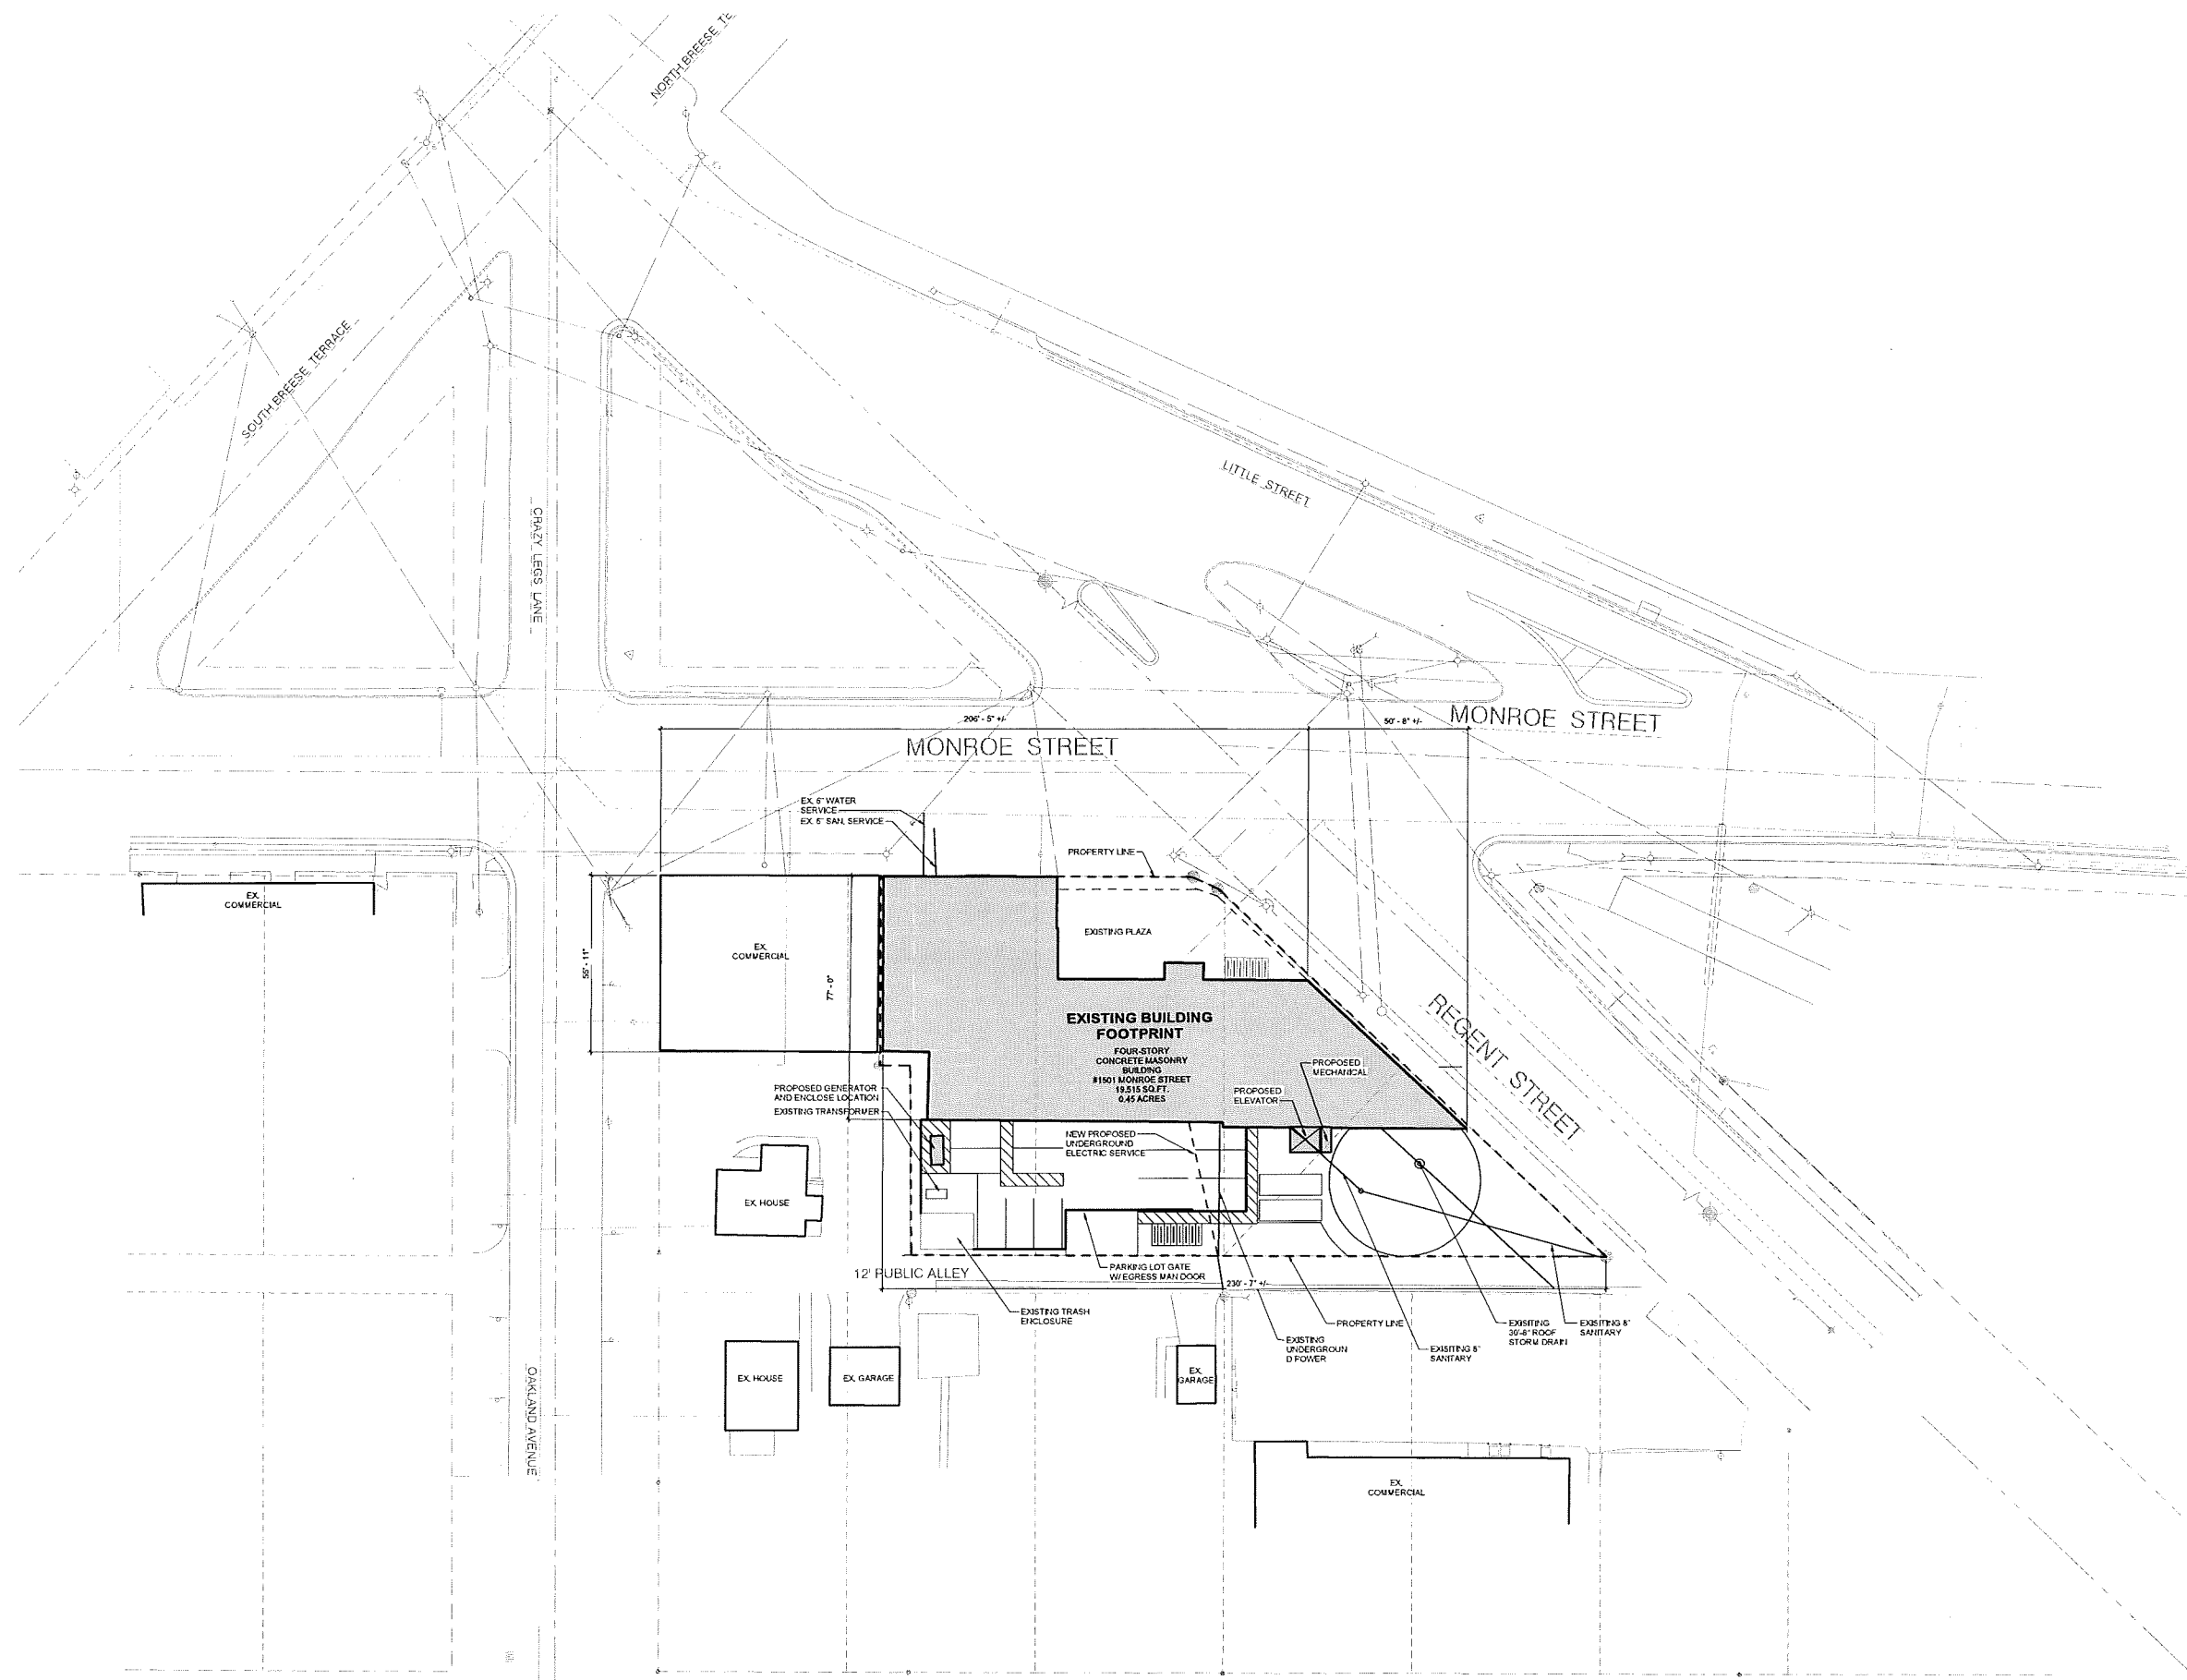 NORTH BREESE TE
SOUTH BREESE TERRACE
CRAZY LEGS LANE
LITTLE STREET
206' - 5" +/-
50' - 8" +/-
MONROE STREET
MONROE STREET
EX. 6" WATER
SERVICE
EX. 6" SAN. SERVICE
PROPERTY LINE
EX.
COMMERCIAL
EX.
COMMERCIAL
EXISTING PLAZA
55' - 11"
77' - 0"
REGENT STREET
EXISTING BUILDING
FOOTPRINT
FOUR-STORY
CONCRETE MASONRY
BUILDING
#1501 MONROE STREET
19,515 SQ.FT.
0.45 ACRES
PROPOSED
MECHANICAL
PROPOSED
ELEVATOR
PROPOSED GENERATOR
AND ENCLOSE LOCATION
EXISTING TRANSFORMER
NEW PROPOSED
UNDERGROUND
ELECTRIC SERVICE
EX. HOUSE
12' PUBLIC ALLEY
PARKING LOT GATE
W/ EGRESS MAN DOOR
230' - 7" +/-
EXISTING TRASH
ENCLOSURE
PROPERTY LINE
EXISTING
UNDERGROUN
D POWER
EXISITING 8"
SANITARY
EXISITING
30'-8" ROOF
STORM DRAIN
EXISITING 8"
SANITARY
OAKLAND AVENUE
EX. HOUSE
EX. GARAGE
EX.
GARAGE
EX.
COMMERCIAL